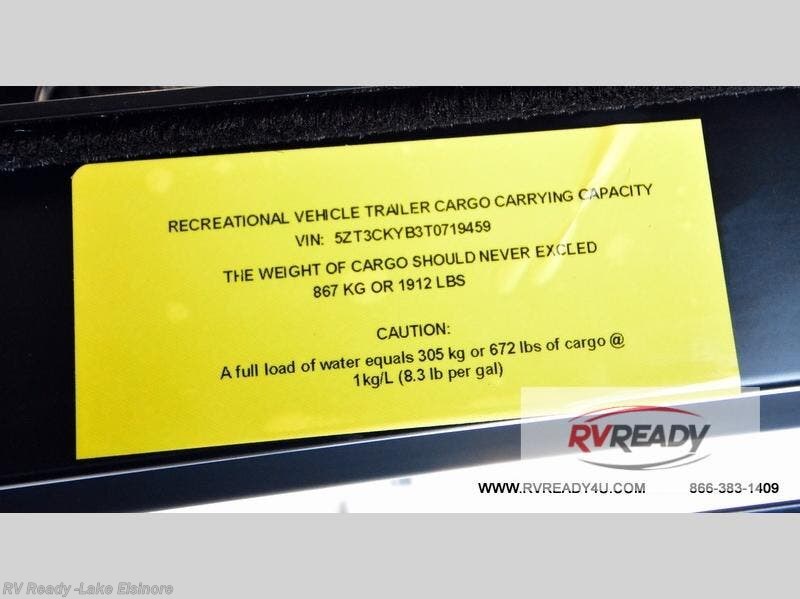 RECREATIONAL VEHICLE TRAILER CARGO CARRYING CAPACITY
VIN: 5ZT3CKYB3T0719459
THE WEIGHT OF CARGO SHOULD NEVER EXCEED
867 KG OR 1912 LBS
CAUTION:
A full load of water equals 305 kg or 672 lbs of cargo @
1kg/L (8.3 lb per gal)
RVREADY
WWW.RVREADY4U.COM 866-383-1409
RV Ready -Lake Elsinore